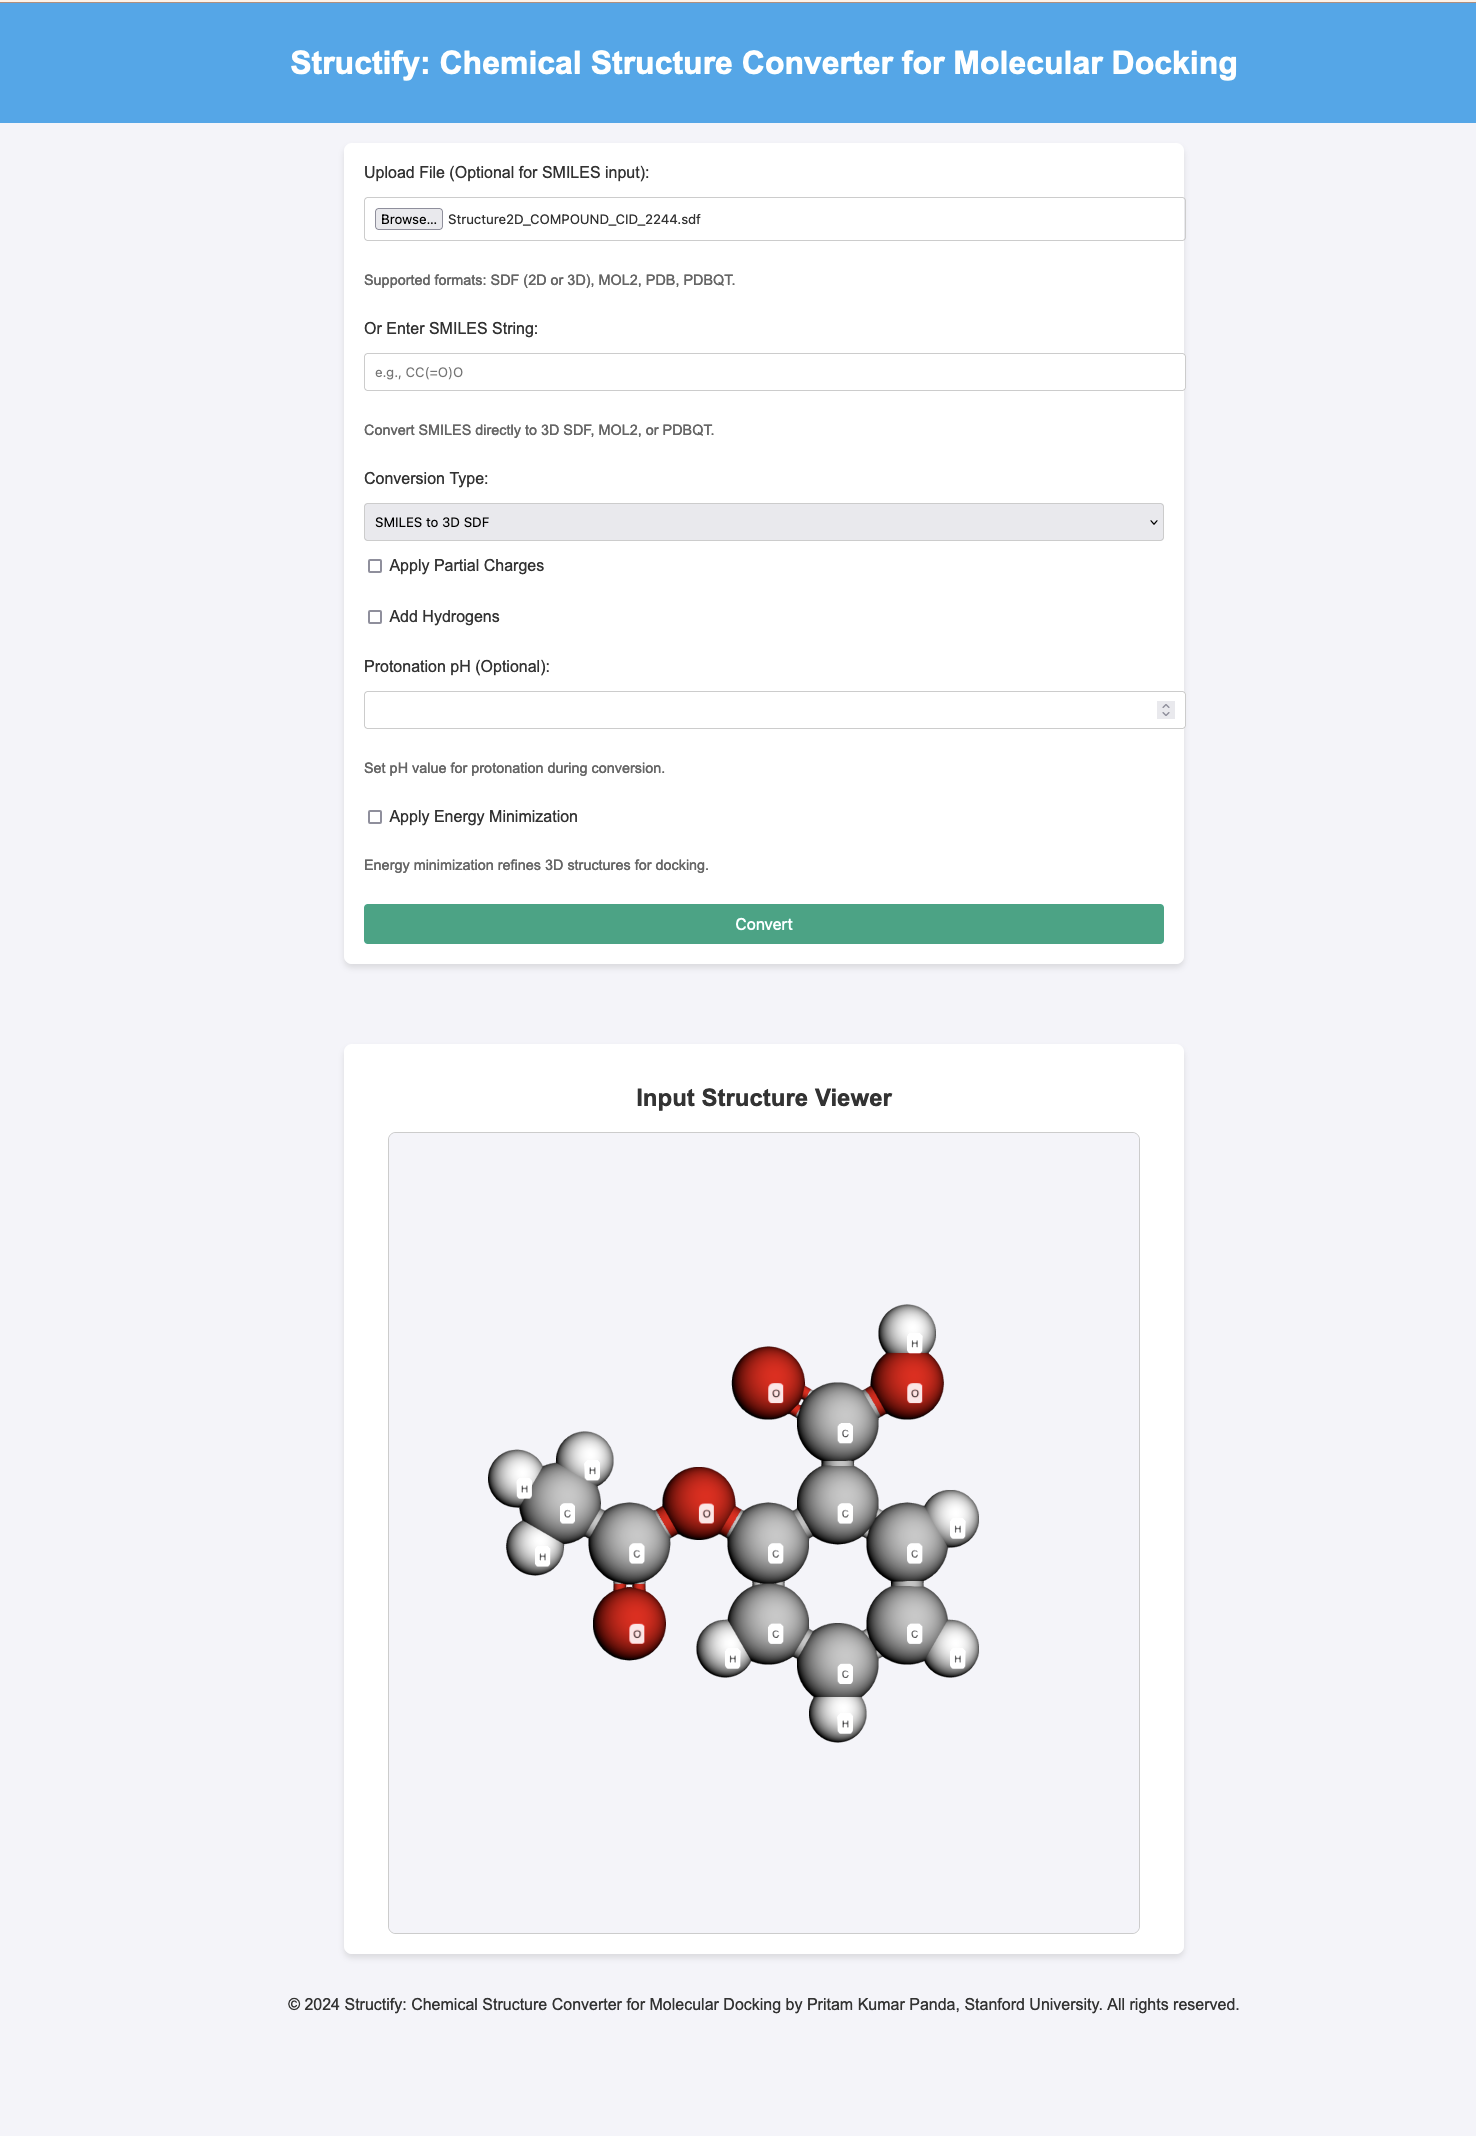 Structify: Chemical Structure Converter for Molecular Docking
Upload File (Optional for SMILES input):
Browse... Structure2D_COMPOUND_CID_2244.sdf
Supported formats: SDF (2D or 3D), MOL2, PDB, PDBQT.
Or Enter SMILES String:
e.g., CC(=O)O
Convert SMILES directly to 3D SDF, MOL2, or PDBQT.
Conversion Type:
SMILES to 3D SDF
Apply Partial Charges
Add Hydrogens
Protonation pH (Optional):
Set pH value for protonation during conversion.
Apply Energy Minimization
Energy minimization refines 3D structures for docking.
Convert
Input Structure Viewer
H
O O
C
H
H C O C H
H C C C
O C C
H H
C
H
© 2024 Structify: Chemical Structure Converter for Molecular Docking by Pritam Kumar Panda, Stanford University. All rights reserved.